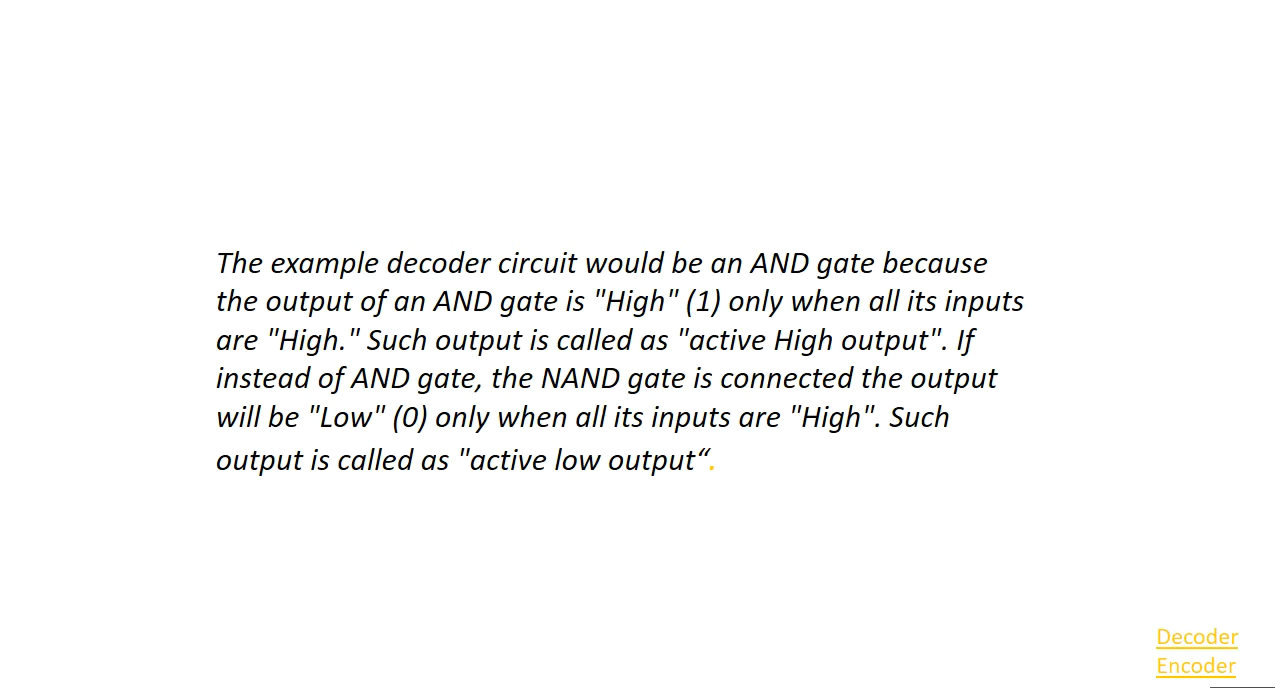 The example decoder circuit would be an AND gate because
the output of an AND gate is "High" (1) only when all its inputs
are "High." Such output is called as "active High output". If
instead of AND gate, the NAND gate is connected the output
will be "Low" (0) only when all its inputs are "High". Such
output is called as "active low output“.
Decoder
Encoder